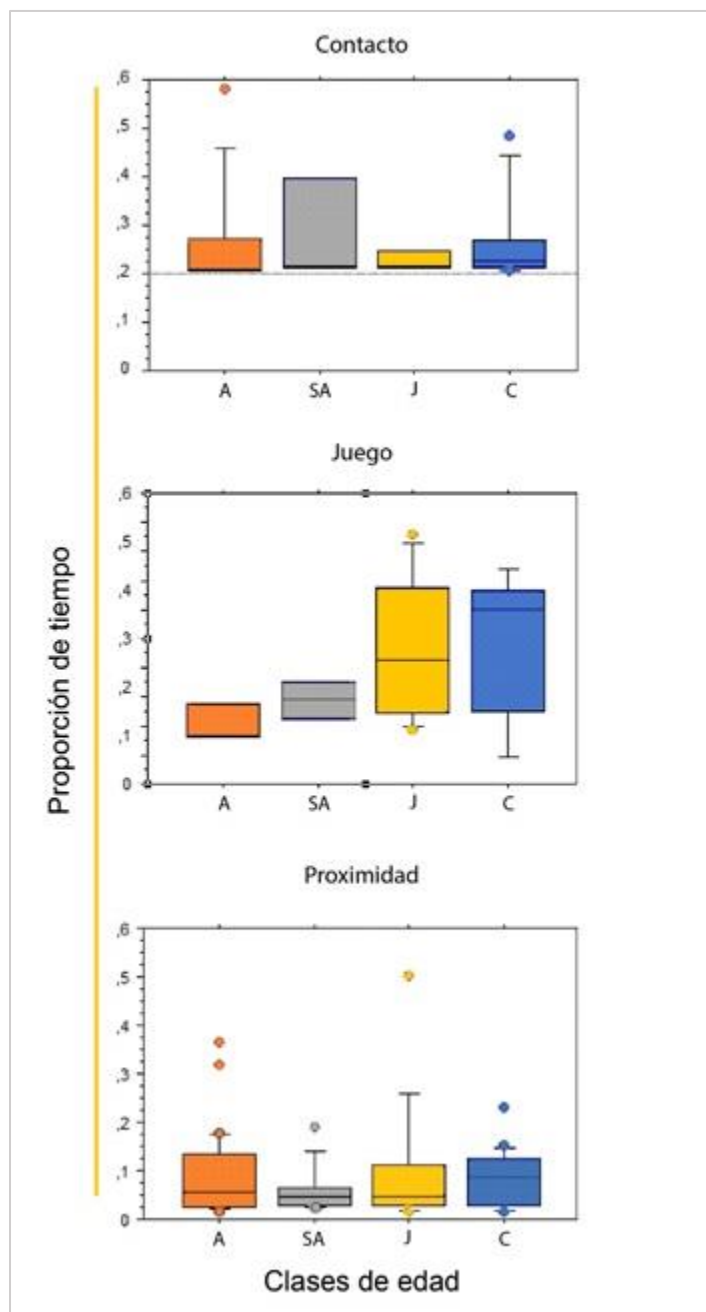 Contacto
,6
,5
,4
,3
,2
,1
0
A SA J C
Juego
,6
,5
,4
,3
,2
,1
0
A SA J C
Proximidad
,6
,5
,4
,3
,2
,1
0
A SA J C
Proporción de tiempo
Clases de edad